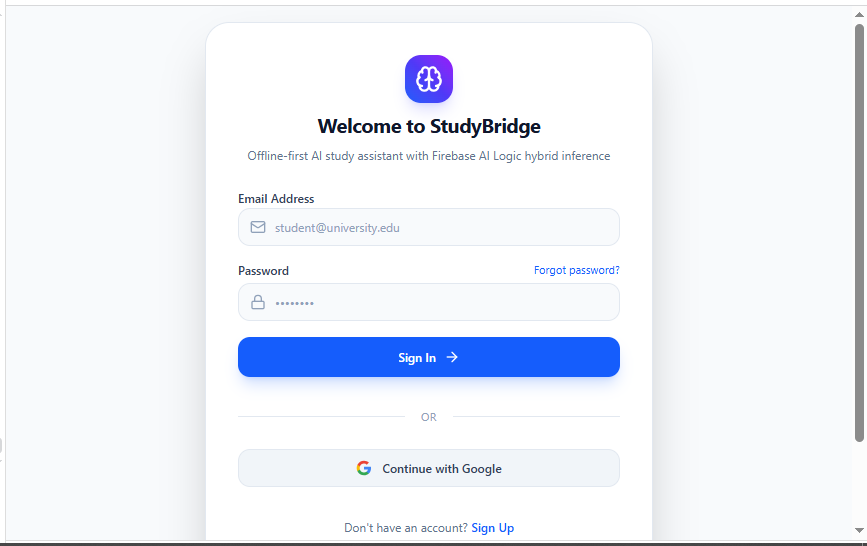 Welcome to StudyBridge
Offline-first AI study assistant with Firebase AI Logic hybrid inference
Email Address
student@university.edu
Password
Forgot password?
••••••••
Sign In →
OR
Continue with Google
Don't have an account? Sign Up